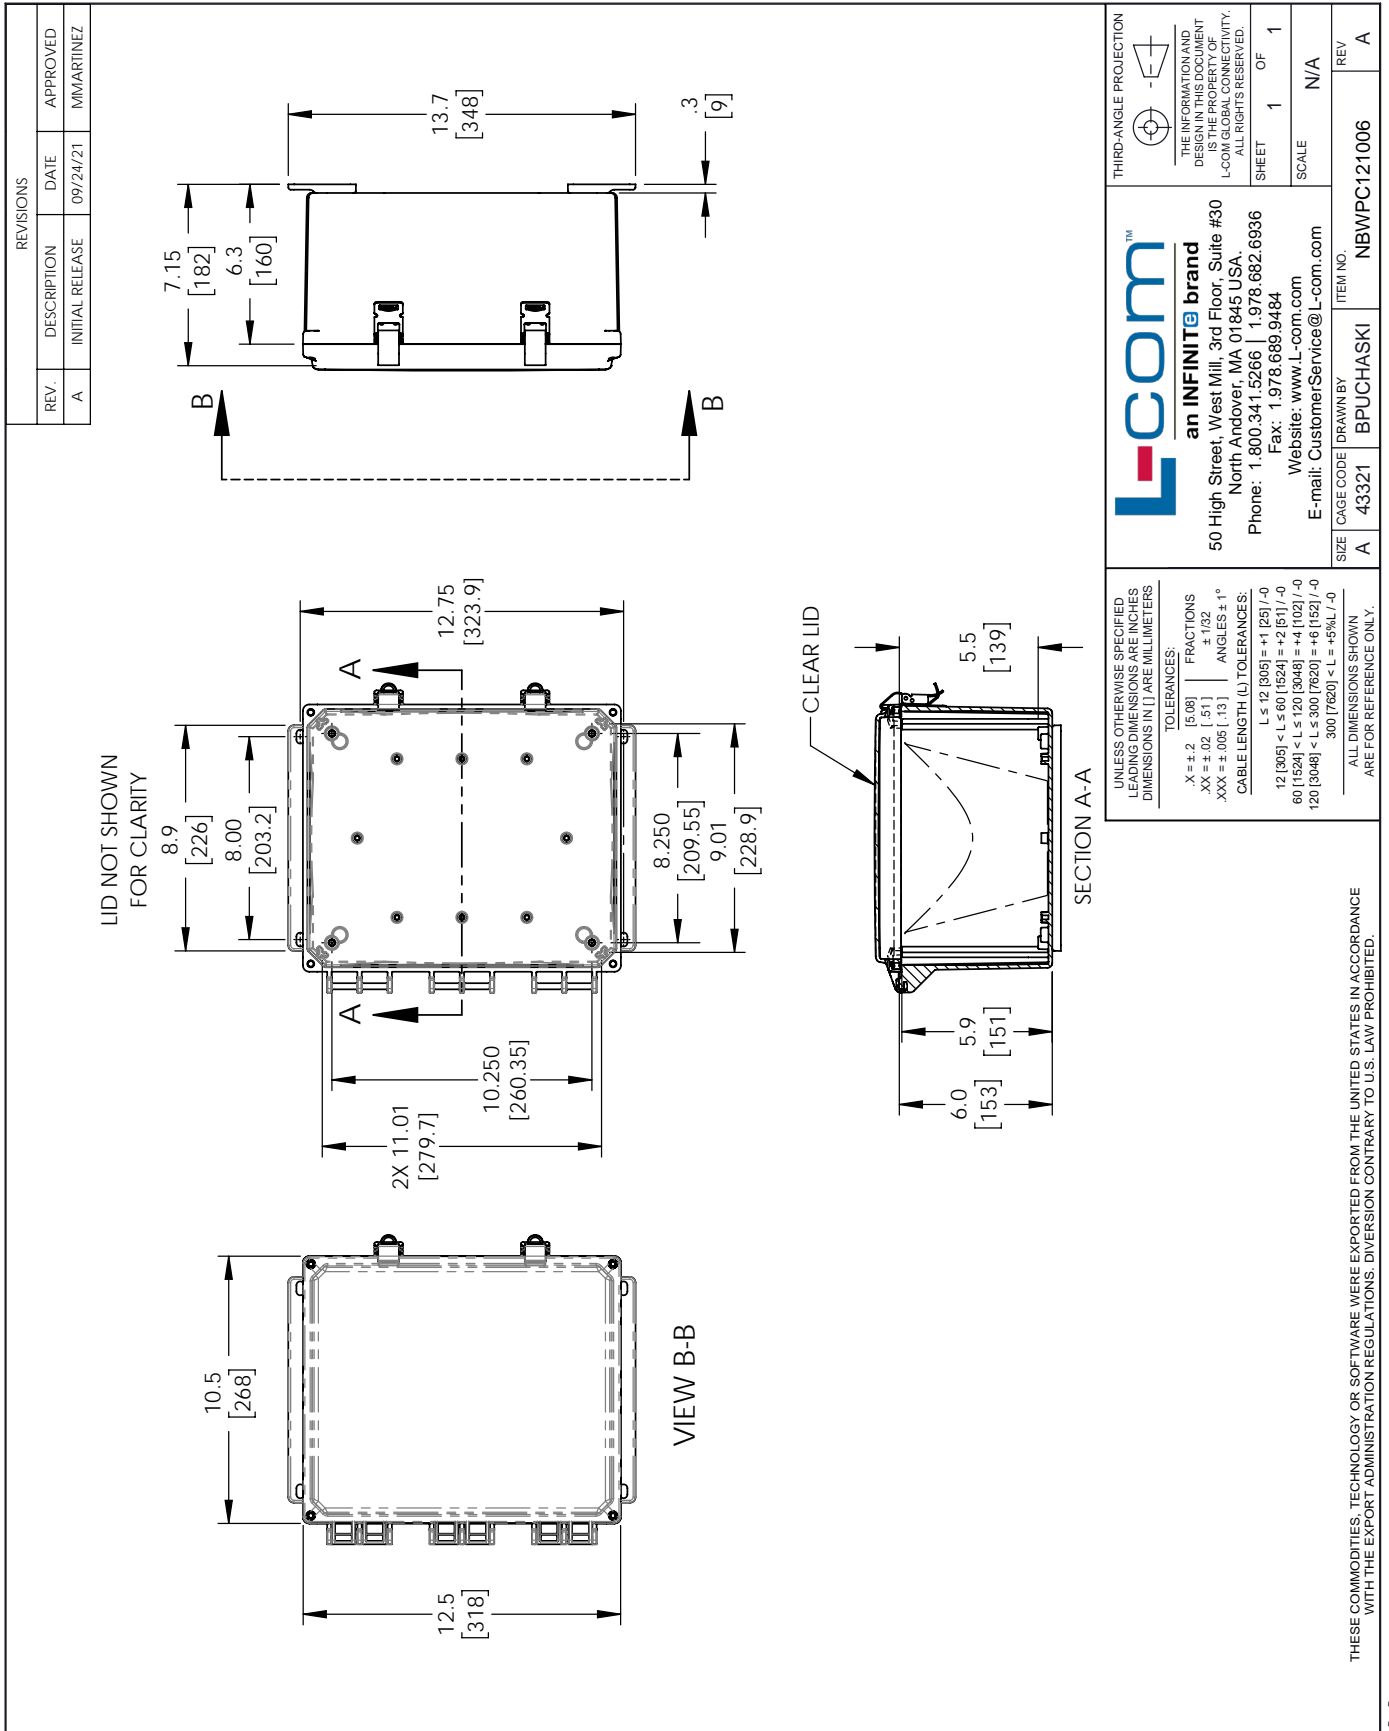 REVISIONS
REV. DESCRIPTION DATE APPROVED
A INITIAL RELEASE 09/24/21 MMARTINEZ
LID NOT SHOWN
FOR CLARITY
8.9
[226]
8.00
[203.2]
12.75
[323.9]
A
A
8.250
[209.55]
9.01
[228.9]
10.250
[260.35]
2X 11.01
[279.7]
7.15
[182]
6.3
[160]
13.7
[348]
.3
[9]
B
B
10.5
[268]
12.5
[318]
VIEW B-B
CLEAR LID
5.5
[139]
5.9
[151]
6.0
[153]
SECTION A-A
UNLESS OTHERWISE SPECIFIED
LEADING DIMENSIONS ARE INCHES
DIMENSIONS IN [] ARE MILLIMETERS
TOLERANCES:
.X = ±.2 [5.08] FRACTIONS
.XX = ±.02 [ .51] ± 1/32
.XXX = ±.005 [ .13] ANGLES ± 1°
CABLE LENGTH (L) TOLERANCES:
L ≤ 12 [305] = +1 [25] / -0
12 [305] < L ≤ 60 [1524] = +2 [51] / -0
60 [1524] < L ≤ 120 [3048] = +4 [102] / -0
120 [3048] < L ≤ 300 [7620] = +6 [152] / -0
300 [7620] < L = +5%L / -0
ALL DIMENSIONS SHOWN
ARE FOR REFERENCE ONLY.
L-com™
an INFINITe brand
50 High Street, West Mill, 3rd Floor, Suite #30
North Andover, MA 01845 USA.
Phone: 1.800.341.5266 | 1.978.682.6936
Fax: 1.978.689.9484
Website: www.L-com.com
E-mail: CustomerService@L-com.com
THIRD-ANGLE PROJECTION
THE INFORMATION AND
DESIGN IN THIS DOCUMENT
IS THE PROPERTY OF
L-COM GLOBAL CONNECTIVITY.
ALL RIGHTS RESERVED.
SHEET 1 OF 1
SCALE N/A
SIZE CAGE CODE DRAWN BY ITEM NO. REV
A 43321 BPUCHASKI NBWPC121006 A
THESE COMMODITIES, TECHNOLOGY OR SOFTWARE WERE EXPORTED FROM THE UNITED STATES IN ACCORDANCE
WITH THE EXPORT ADMINISTRATION REGULATIONS. DIVERSION CONTRARY TO U.S. LAW PROHIBITED.